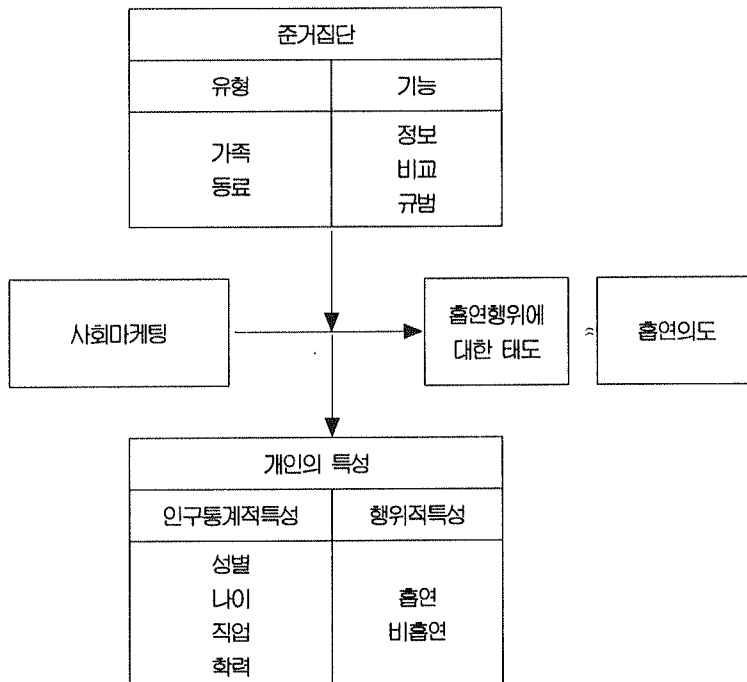 준거집단
유형 기능
가족
동료
정보
비교
규범
사회마케팅
흡연행위에
대한 태도
≈
흡연의도
개인의 특성
인구통계적특성 행위적특성
성별
나이
직업
화력
흡연
비흡연